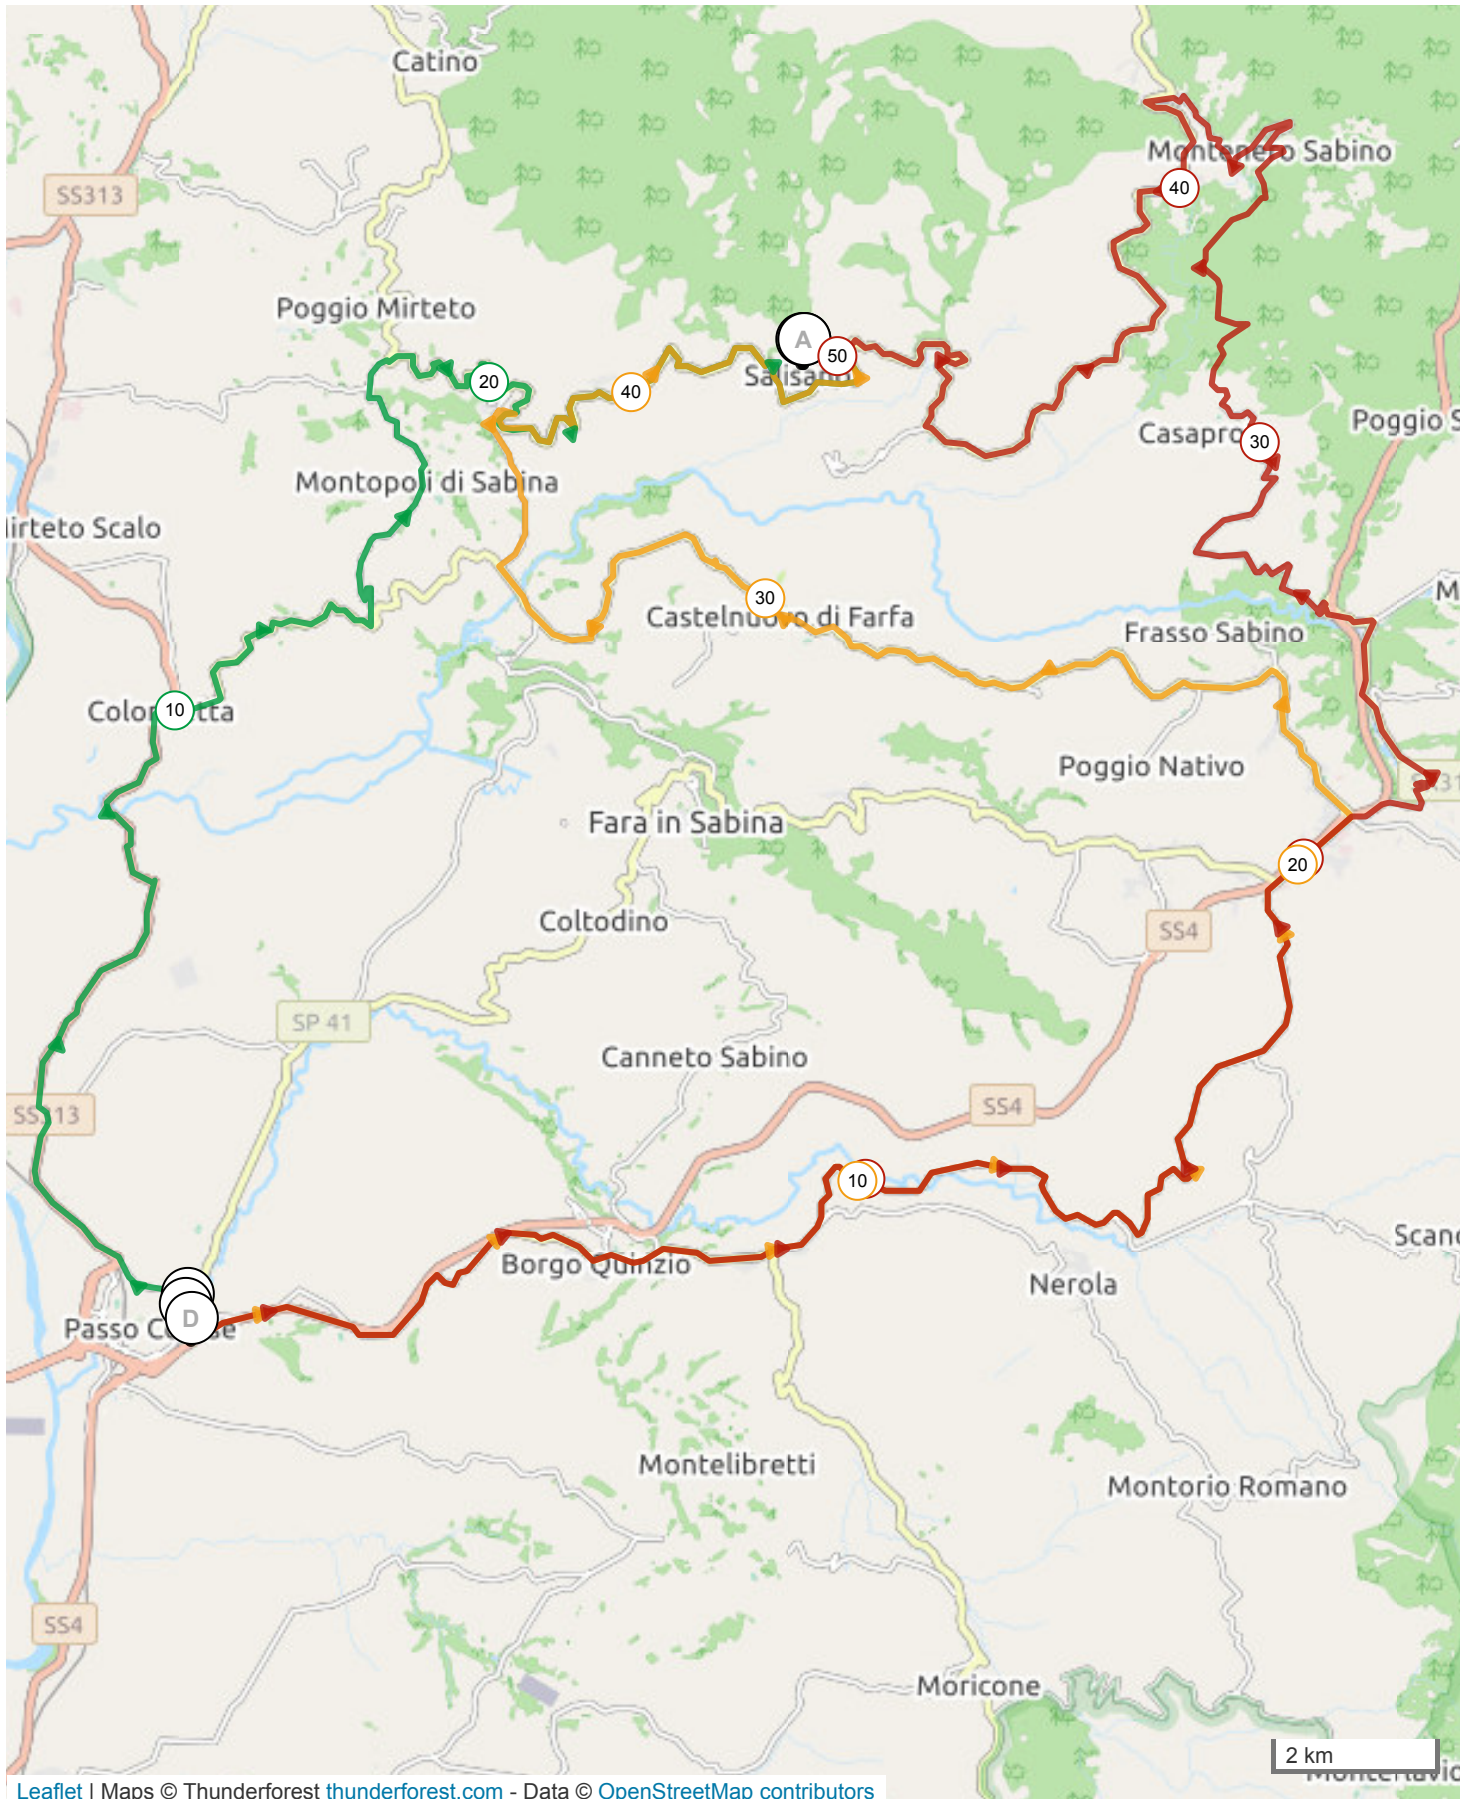 Catino
SS313
Montenero Sabino
40
Poggio Mirteto
A
50
20
40
Salisano
Poggio S
Casapro
30
Montopoli di Sabina
irteto Scalo
30
M
Castelnuovo di Farfa
Frasso Sabino
10
Poggio Nativo
Fara in Sabina
20
Coltodino
SS4
SP 41
Canneto Sabino
SS4
SS313
10
Scand
Borgo Quinzio
Nerola
D
Passo Corese
Montelibretti
Montorio Romano
SS4
Moricone
2 km
Leaflet | Maps © Thunderforest thunderforest.com - Data © OpenStreetMap contributors